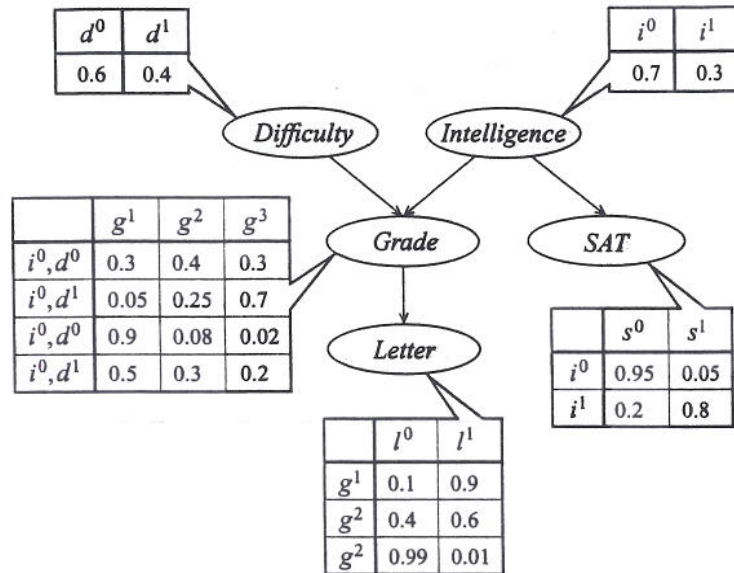 d⁰ d¹
0.6 0.4
i⁰ i¹
0.7 0.3
Difficulty
Intelligence
g¹ g² g³
i⁰,d⁰ 0.3 0.4 0.3
i⁰,d¹ 0.05 0.25 0.7
i⁰,d⁰ 0.9 0.08 0.02
i⁰,d¹ 0.5 0.3 0.2
Grade
SAT
s⁰ s¹
i⁰ 0.95 0.05
i¹ 0.2 0.8
Letter
l⁰ l¹
g¹ 0.1 0.9
g² 0.4 0.6
g² 0.99 0.01